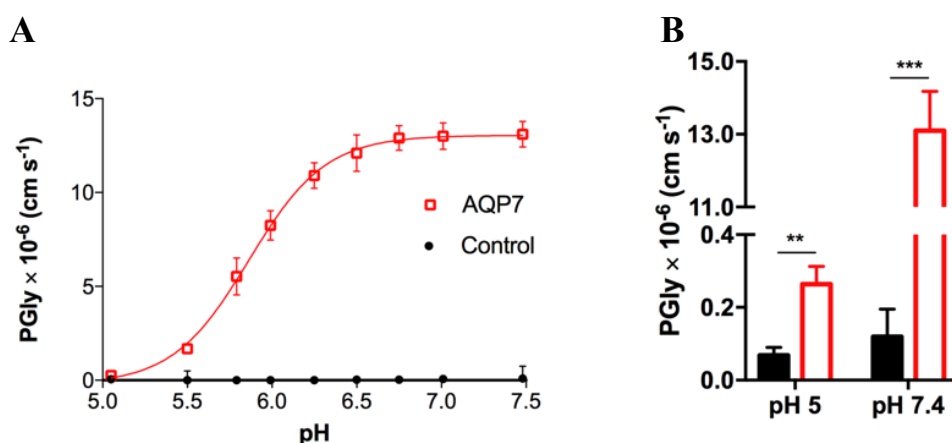 A
PGly × 10⁻⁶ (cm s⁻¹)
15
10
5
0
5.0 5.5 6.0 6.5 7.0 7.5
pH
AQP7
Control
B
PGly × 10⁻⁶ (cm s⁻¹)
15.0
13.0
11.0
0.4
0.2
0.0
**
***
pH 5 pH 7.4